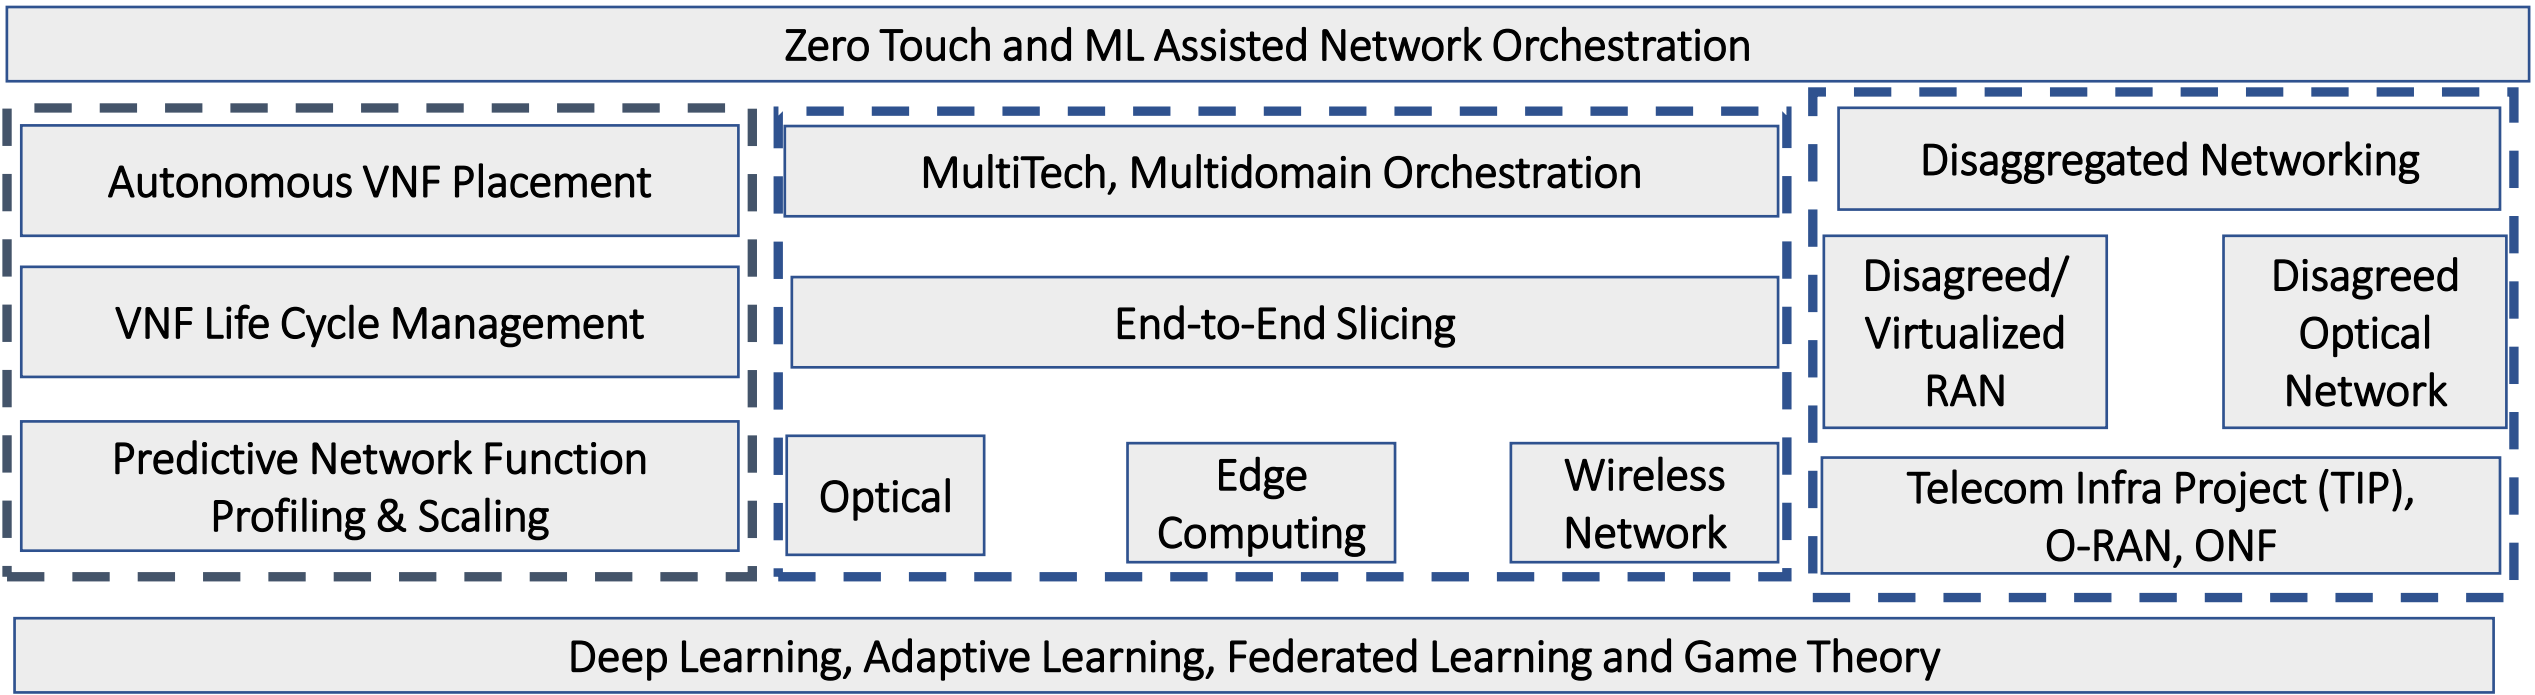 Zero Touch and ML Assisted Network Orchestration
Autonomous VNF Placement
VNF Life Cycle Management
Predictive Network Function
Profiling & Scaling
MultiTech, Multidomain Orchestration
End-to-End Slicing
Optical
Edge
Computing
Wireless
Network
Disaggregated Networking
Disagreed/
Virtualized
RAN
Disagreed
Optical
Network
Telecom Infra Project (TIP),
O-RAN, ONF
Deep Learning, Adaptive Learning, Federated Learning and Game Theory